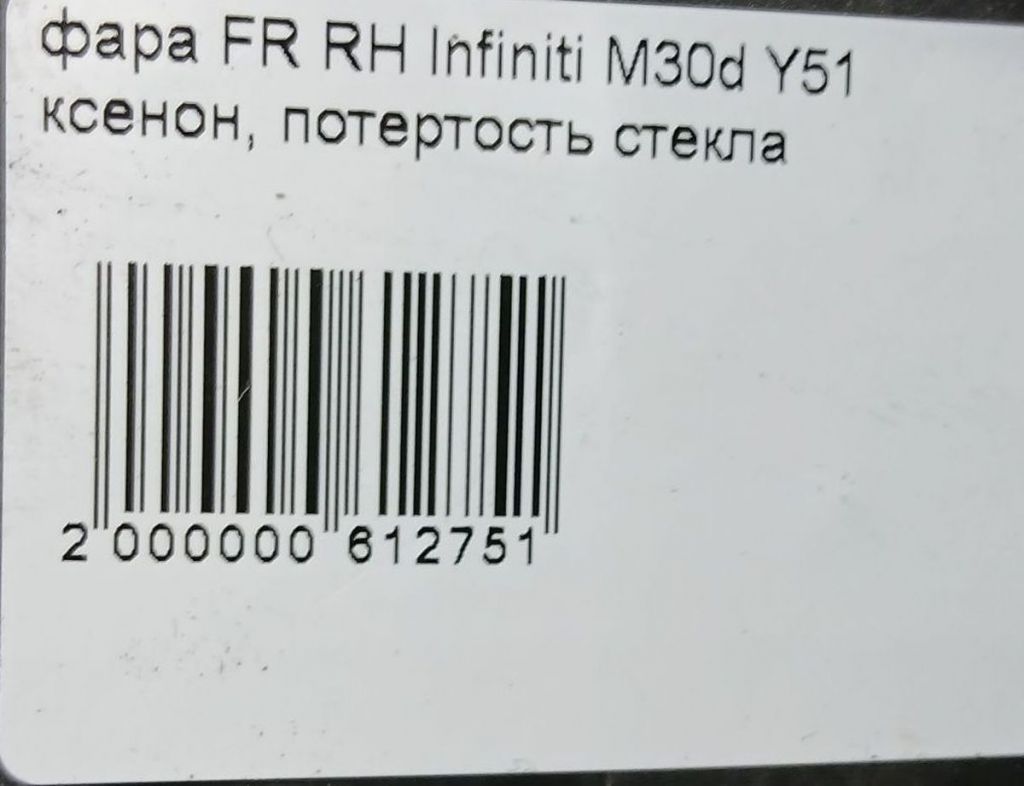 фара FR RH Infiniti M30d Y51
ксенон, потертость стекла
2 000000 612751